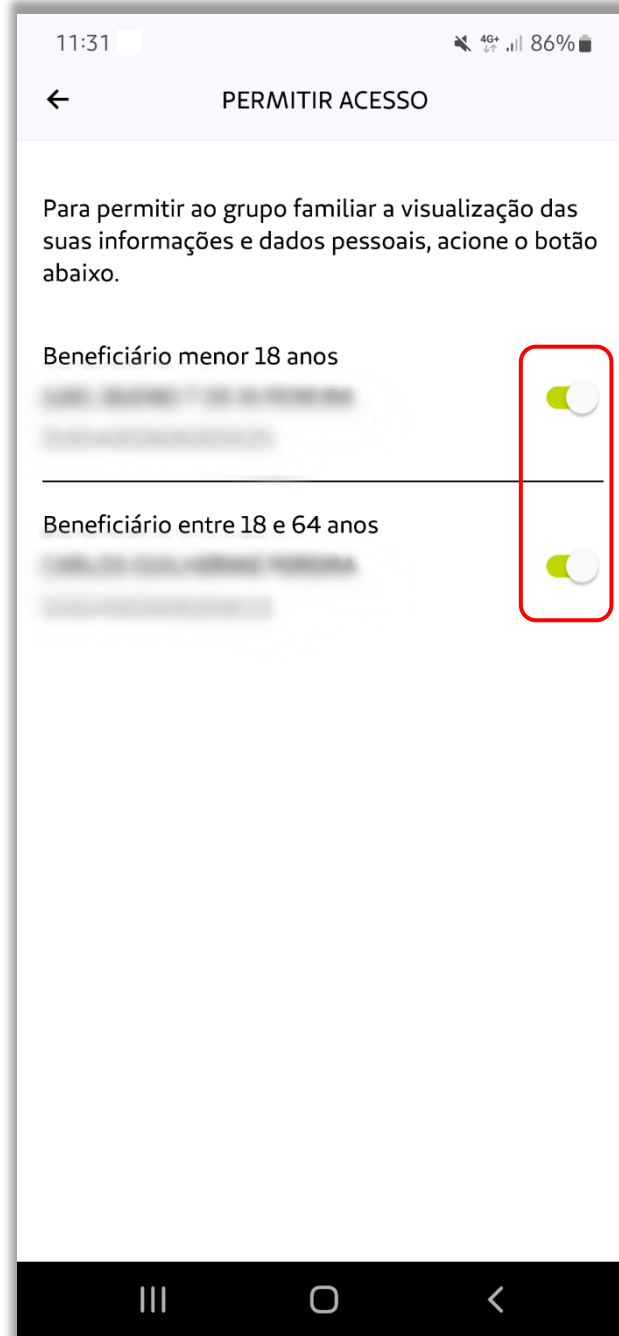 11:31
4G+ 86%
PERMITIR ACESSO
Para permitir ao grupo familiar a visualização das
suas informações e dados pessoais, acione o botão
abaixo.
Beneficiário menor 18 anos
Beneficiário entre 18 e 64 anos